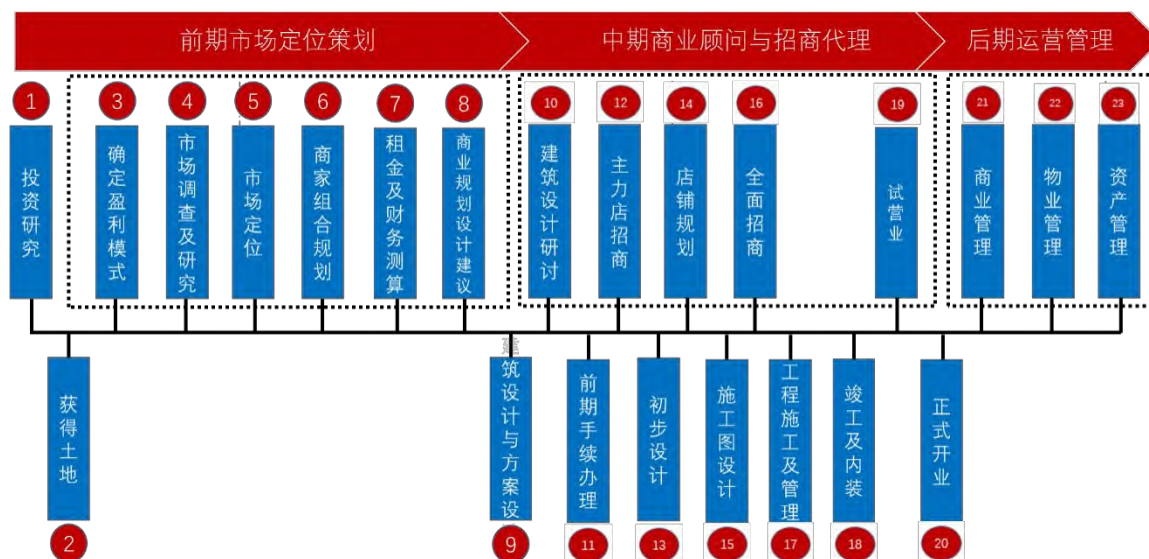 前期市场定位策划
中期商业顾问与招商代理
后期运营管理
1
投资研究
3
确定盈利模式
4
市场调查及研究
5
市场定位
6
商家组合规划
7
租金及财务测算
8
商业规划设计建议
10
建筑设计研讨
12
主力店招商
14
店铺规划
16
全面招商
19
试营业
21
商业管理
22
物业管理
23
资产管理
获得土地
2
筑设计与方案设
9
前期手续办理
11
初步设计
13
施工图设计
15
工程施工及管理
17
竣工及内装
18
正式开业
20